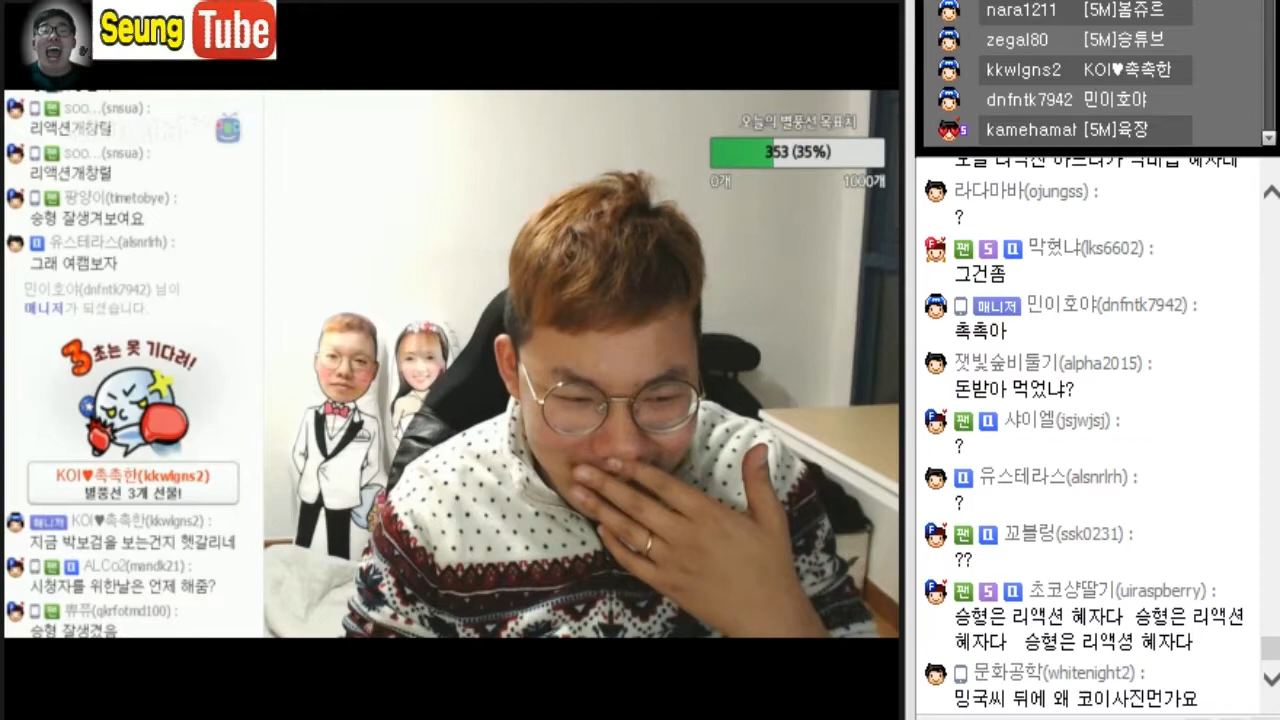 Seung Tube
soo...(snsua) :
리액션개창렬
soo...(snsua) :
리액션개창렬
팡양이(timetobye) :
승형 잘생겨보여요
유스테라스(alsnrlrh) :
그래 여캠보자
민이호야(dnfntk7942) 님이
매니저가 되셨습니다.
3초는 못 기다려!
KOI♥촉촉한(kkwlgns2)
별풍선 3개 선물!
매니저 KOI♥촉촉한(kkwlgns2) :
지금 박보검을 보는건지 헷갈리네
팬 ALCo2(mandk21) :
시청자를 위한날은 언제 해줌?
쀼쮸(qkrfotmd100) :
승형 잘생겼음
오늘의 별풍선 목표치
353 (35%)
0개 1000개
nara1211 [5M]봄쥬르
zegal80 [5M]승튜브
kkwlgns2 KOI♥촉촉한
dnfntk7942 민이호야
kamehamah [5M]육장
라다마바(ojungss) :
?
팬 S 막혔냐(lks6602) :
그건좀
매니저 민이호야(dnfntk7942) :
촉촉아
잿빛숲비둘기(alpha2015) :
돈받아 먹었냐?
팬 샤이엘(jsjwjsj) :
?
유스테라스(alsnrlrh) :
?
팬 꼬블렁(ssk0231) :
??
팬 S 초코샹딸기(uiraspberry) :
승형은 리액션 혜자다 승형은 리액션
혜자다 승형은 리액셩 혜자다
문화공학(whitenight2) :
밍국씨 뒤에 왜 코이사진먼가요